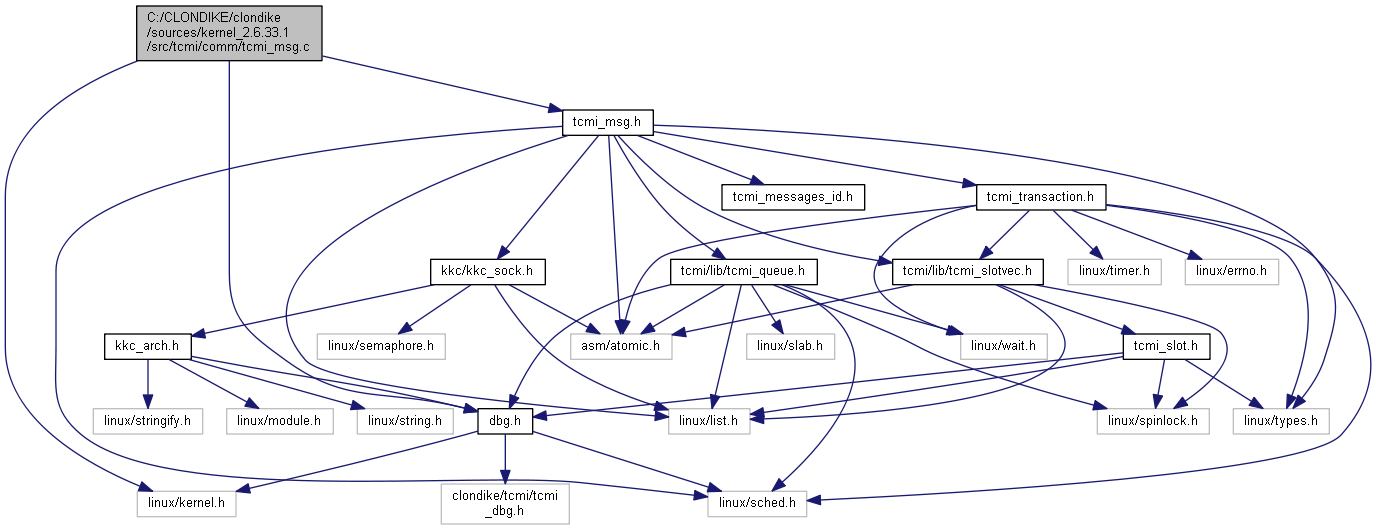 C:/CLONDIKE/clondike
/sources/kernel_2.6.33.1
/src/tcmi/comm/tcmi_msg.c
tcmi_msg.h
tcmi_messages_id.h
tcmi_transaction.h
kkc/kkc_sock.h
tcmi/lib/tcmi_queue.h
tcmi/lib/tcmi_slotvec.h
linux/timer.h
linux/errno.h
kkc_arch.h
linux/semaphore.h
asm/atomic.h
linux/slab.h
linux/wait.h
tcmi_slot.h
linux/stringify.h
linux/module.h
linux/string.h
dbg.h
linux/list.h
linux/spinlock.h
linux/types.h
linux/kernel.h
clondike/tcmi/tcmi
_dbg.h
linux/sched.h